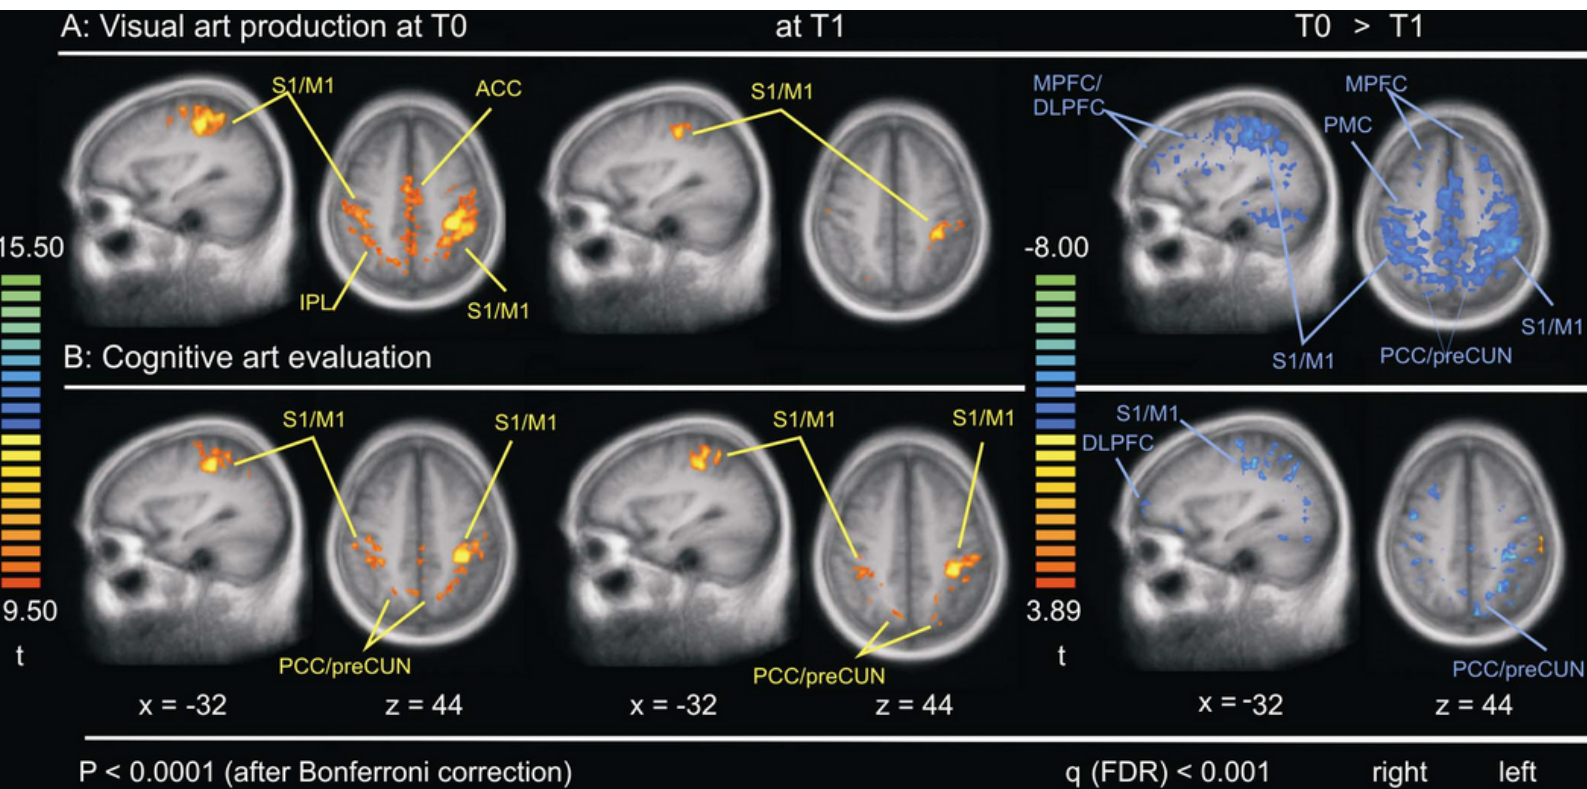 A: Visual art production at T0
at T1
T0 > T1
S1/M1
ACC
S1/M1
MPFC/
DLPFC
MPFC
PMC
15.50
-8.00
IPL
S1/M1
S1/M1
S1/M1
PCC/preCUN
B: Cognitive art evaluation
S1/M1
S1/M1
S1/M1
S1/M1
S1/M1
DLPFC
9.50
3.89
t
t
PCC/preCUN
PCC/preCUN
PCC/preCUN
x = -32
z = 44
x = -32
z = 44
x = -32
z = 44
P < 0.0001 (after Bonferroni correction)
q (FDR) < 0.001
right
left